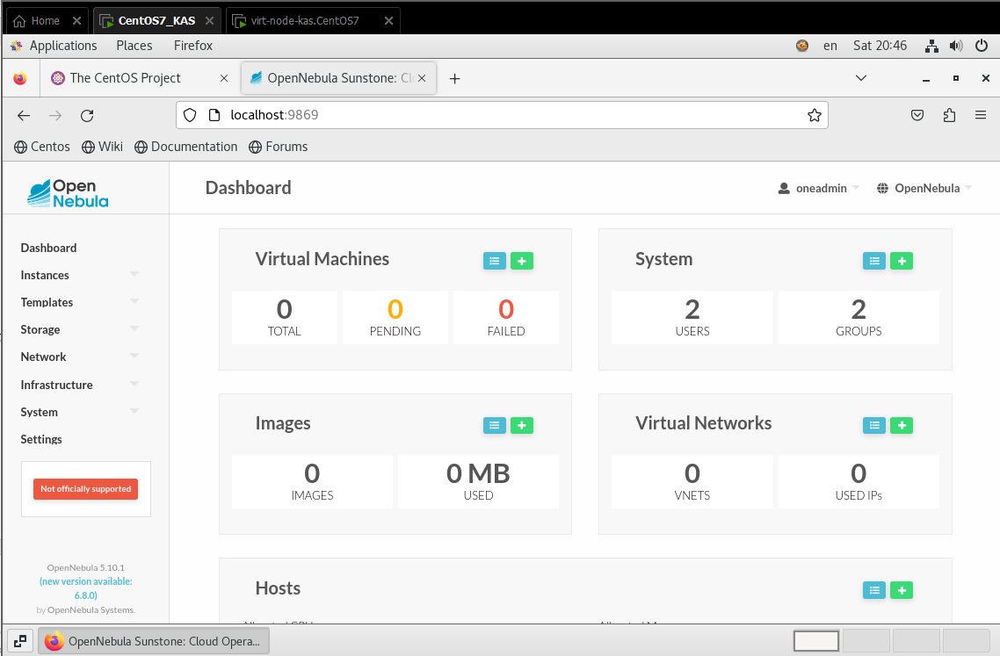 Home CentOS7_KAS virt-node-kas.CentOS7
Applications Places Firefox en Sat 20:46
The CentOS Project OpenNebula Sunstone: Clo
localhost:9869
Centos Wiki Documentation Forums
Open Nebula
Dashboard
oneadmin OpenNebula
Dashboard
Instances
Templates
Storage
Network
Infrastructure
System
Settings
Not officially supported
OpenNebula 5.10.1
(new version available:
6.8.0)
by OpenNebula Systems.
Virtual Machines
0 0 0
TOTAL PENDING FAILED
System
2 2
USERS GROUPS
Images
0 0 MB
IMAGES USED
Virtual Networks
0 0
VNETS USED IPs
Hosts
OpenNebula Sunstone: Cloud Opera...